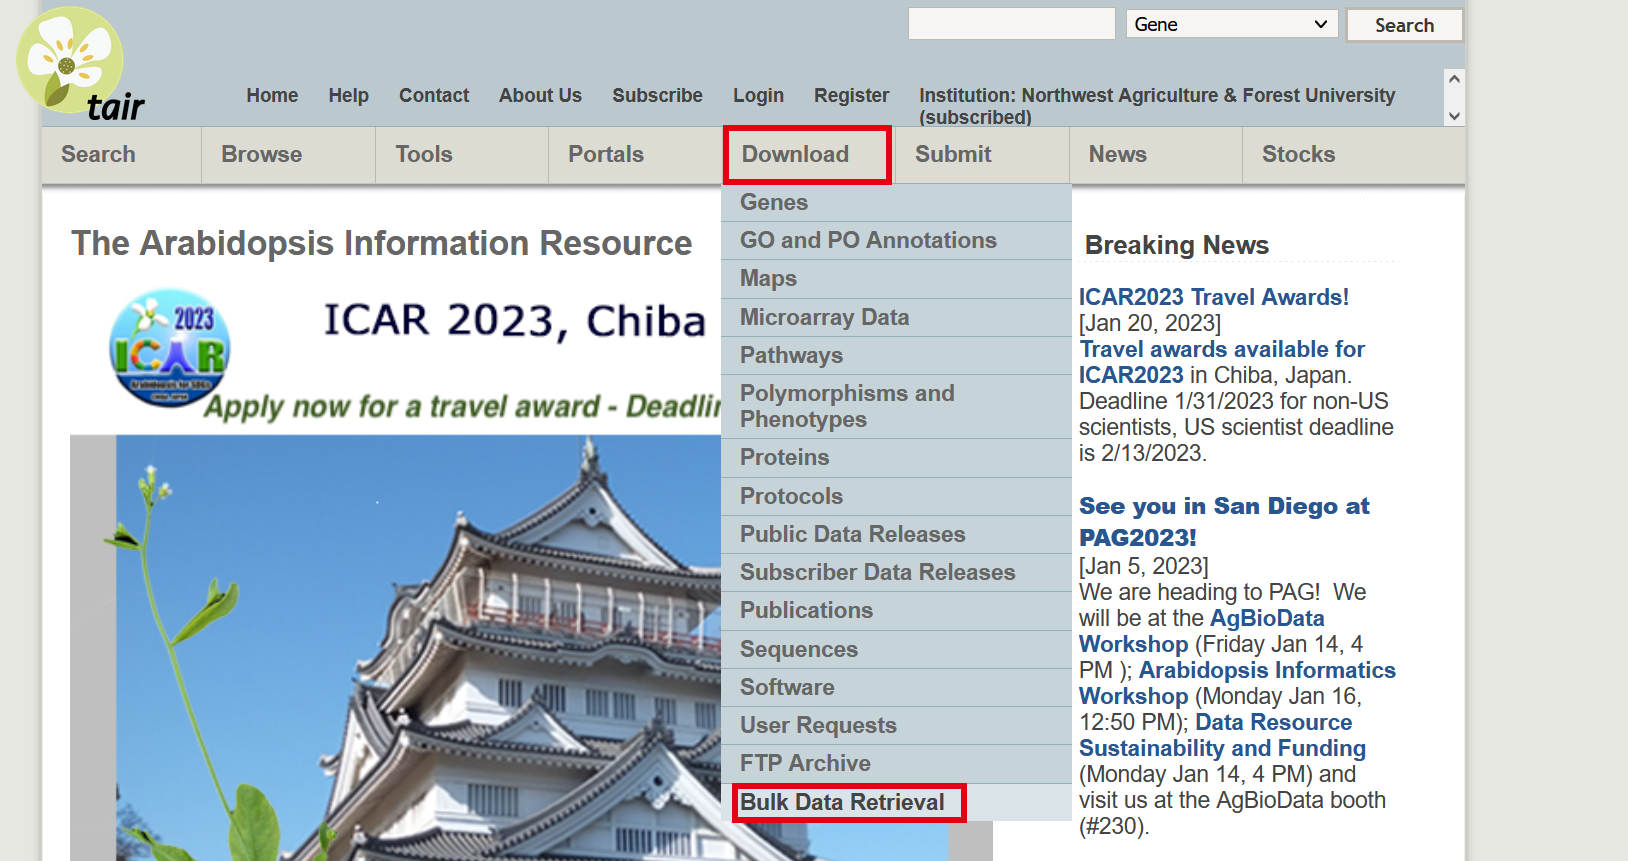 Gene
Search
tair
Home Help Contact About Us Subscribe Login Register Institution: Northwest Agriculture & Forest University
(subscribed)
Search Browse Tools Portals Download Submit News Stocks
Genes
GO and PO Annotations
Maps
Microarray Data
Pathways
Polymorphisms and
Phenotypes
Proteins
Protocols
Public Data Releases
Subscriber Data Releases
Publications
Sequences
Software
User Requests
FTP Archive
Bulk Data Retrieval
The Arabidopsis Information Resource
2023
ICAR
Arabidopsis for SDGs
ICAR 2023, Chiba
Apply now for a travel award - Deadlin
Breaking News
ICAR2023 Travel Awards!
[Jan 20, 2023]
Travel awards available for
ICAR2023 in Chiba, Japan.
Deadline 1/31/2023 for non-US
scientists, US scientist deadline
is 2/13/2023.
See you in San Diego at
PAG2023!
[Jan 5, 2023]
We are heading to PAG!  We
will be at the AgBioData
Workshop (Friday Jan 14, 4
PM ); Arabidopsis Informatics
Workshop (Monday Jan 16,
12:50 PM); Data Resource
Sustainability and Funding
(Monday Jan 14, 4 PM) and
visit us at the AgBioData booth
(#230).